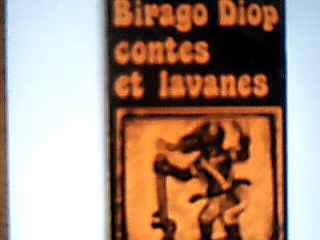 Birago Diop
contes
et lavanes